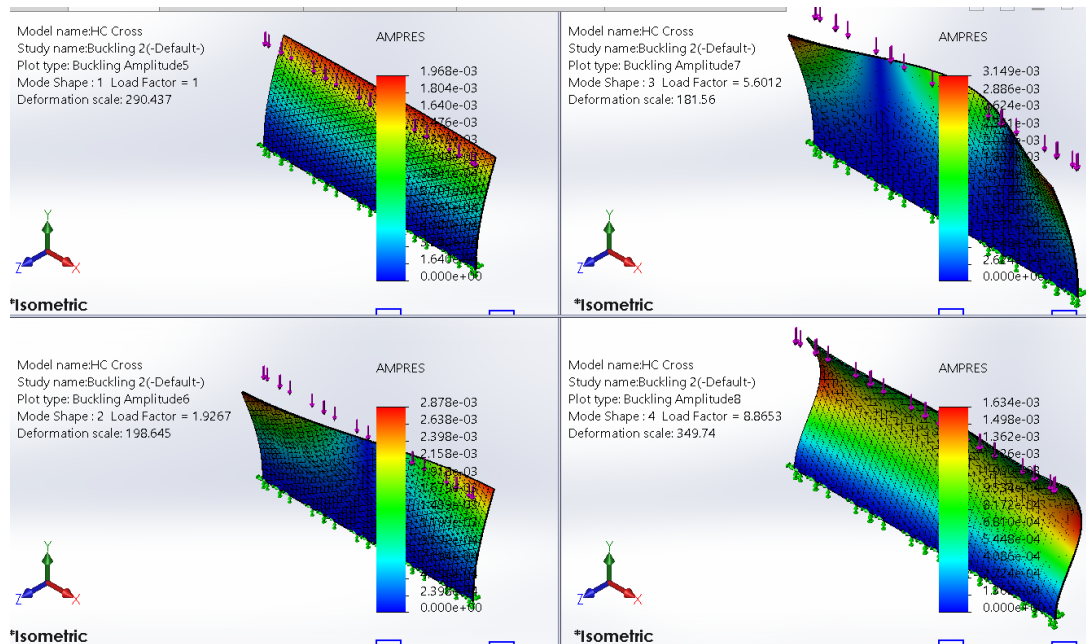 Model name:HC Cross
Study name:Buckling 2(-Default-)
Plot type: Buckling Amplitude5
Mode Shape : 1 Load Factor = 1
Deformation scale: 290.437
AMPRES
1.968e-03
1.804e-03
1.640e-03
0.000e+00
Y
Z
X
*Isometric
Model name:HC Cross
Study name:Buckling 2(-Default-)
Plot type: Buckling Amplitude7
Mode Shape : 3 Load Factor = 5.6012
Deformation scale: 181.56
AMPRES
3.149e-03
2.886e-03
0.000e+00
Y
Z
X
*Isometric
Model name:HC Cross
Study name:Buckling 2(-Default-)
Plot type: Buckling Amplitude6
Mode Shape : 2 Load Factor = 1.9267
Deformation scale: 198.645
AMPRES
2.878e-03
2.638e-03
2.398e-03
2.158e-03
0.000e+00
Y
Z
X
*Isometric
Model name:HC Cross
Study name:Buckling 2(-Default-)
Plot type: Buckling Amplitude8
Mode Shape : 4 Load Factor = 8.8653
Deformation scale: 349.74
AMPRES
1.634e-03
1.498e-03
1.362e-03
8.172e-04
6.810e-04
5.448e-04
0.000e+00
Y
Z
X
*Isometric